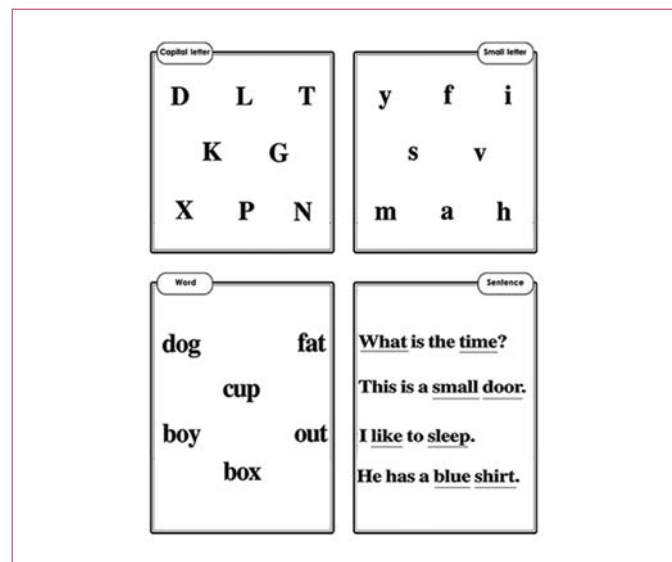 Capital letter
D L T
K G
X P N
Small letter
y f i
s v
m a h
Word
dog fat
cup
boy out
box
Sentence
What is the time?
This is a small door.
I like to sleep.
He has a blue shirt.